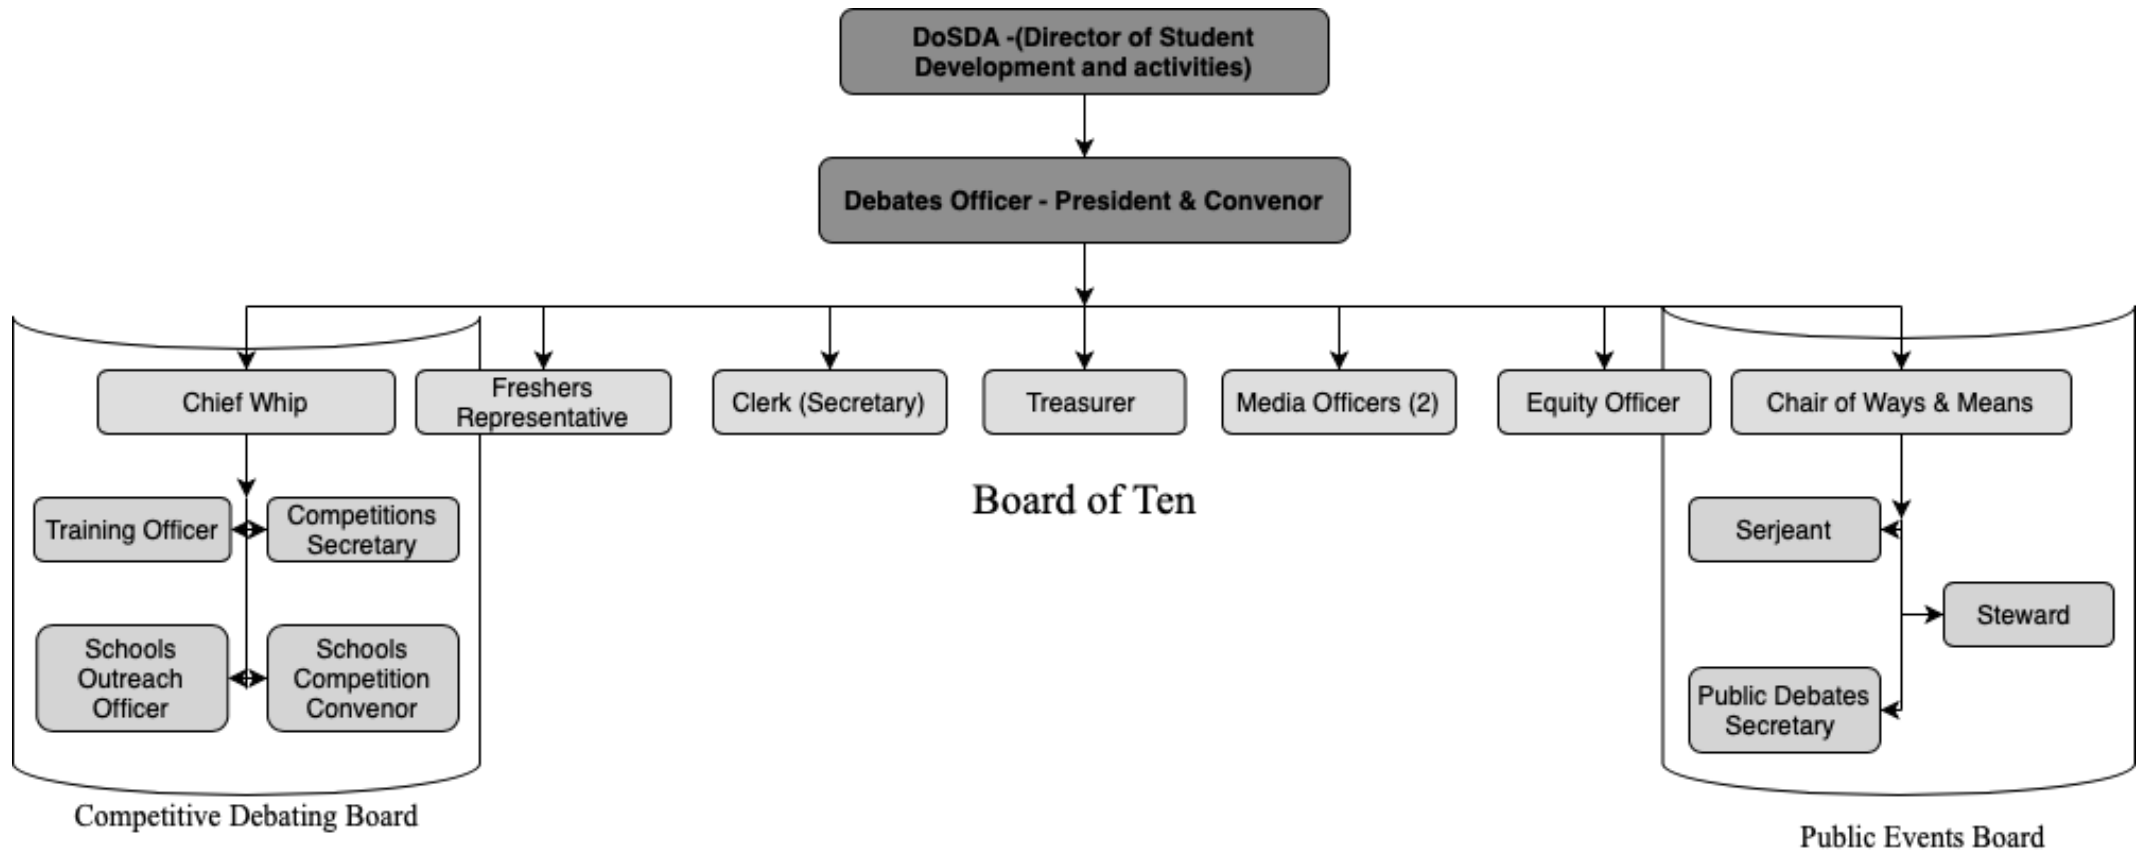 DoSDA -(Director of Student
Development and activities)
Debates Officer - President & Convenor
Chief Whip
Freshers
Representative
Clerk (Secretary)
Treasurer
Media Officers (2)
Equity Officer
Chair of Ways & Means
Board of Ten
Training Officer
Competitions
Secretary
Schools
Outreach
Officer
Schools
Competition
Convenor
Competitive Debating Board
Serjeant
Steward
Public Debates
Secretary
Public Events Board